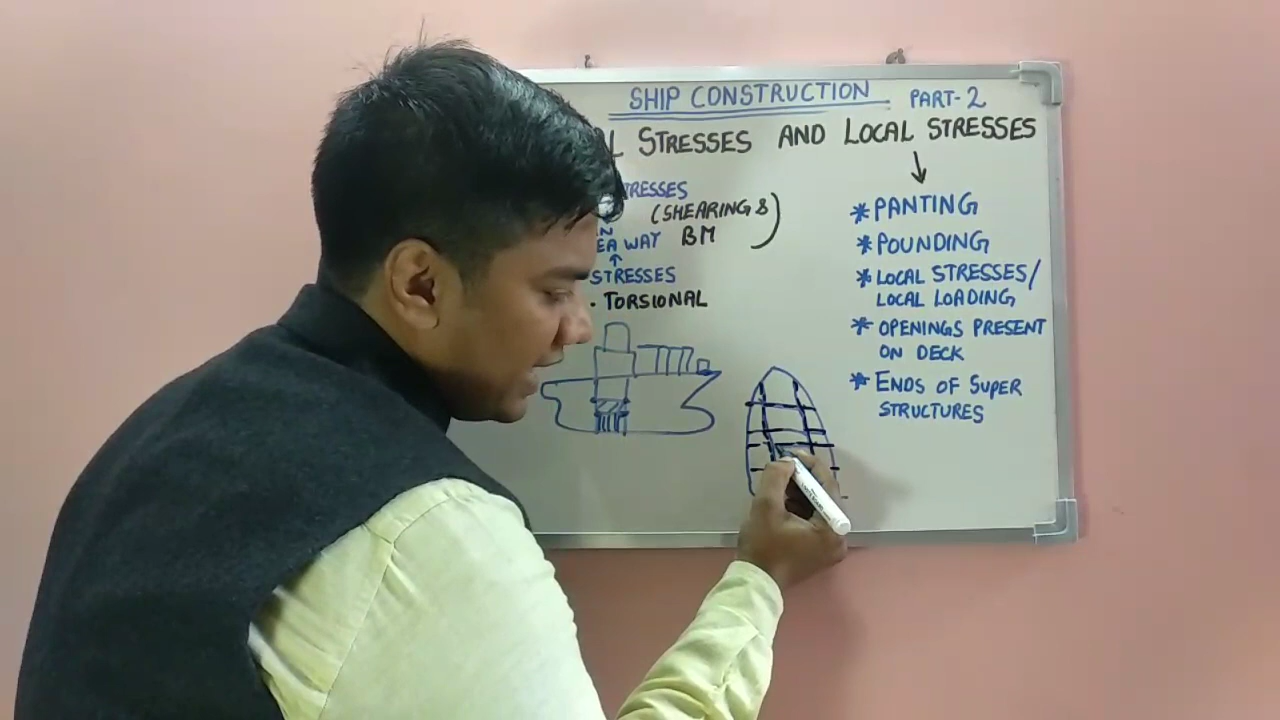 SHIP CONSTRUCTION PART-2
STRESSES AND LOCAL STRESSES
TRESSES
(SHEARING &
BM)
EA WAY
STRESSES
. TORSIONAL
* PANTING
* POUNDING
* LOCAL STRESSES/
LOCAL LOADING
* OPENINGS PRESENT
ON DECK
* ENDS OF SUPER
STRUCTURES